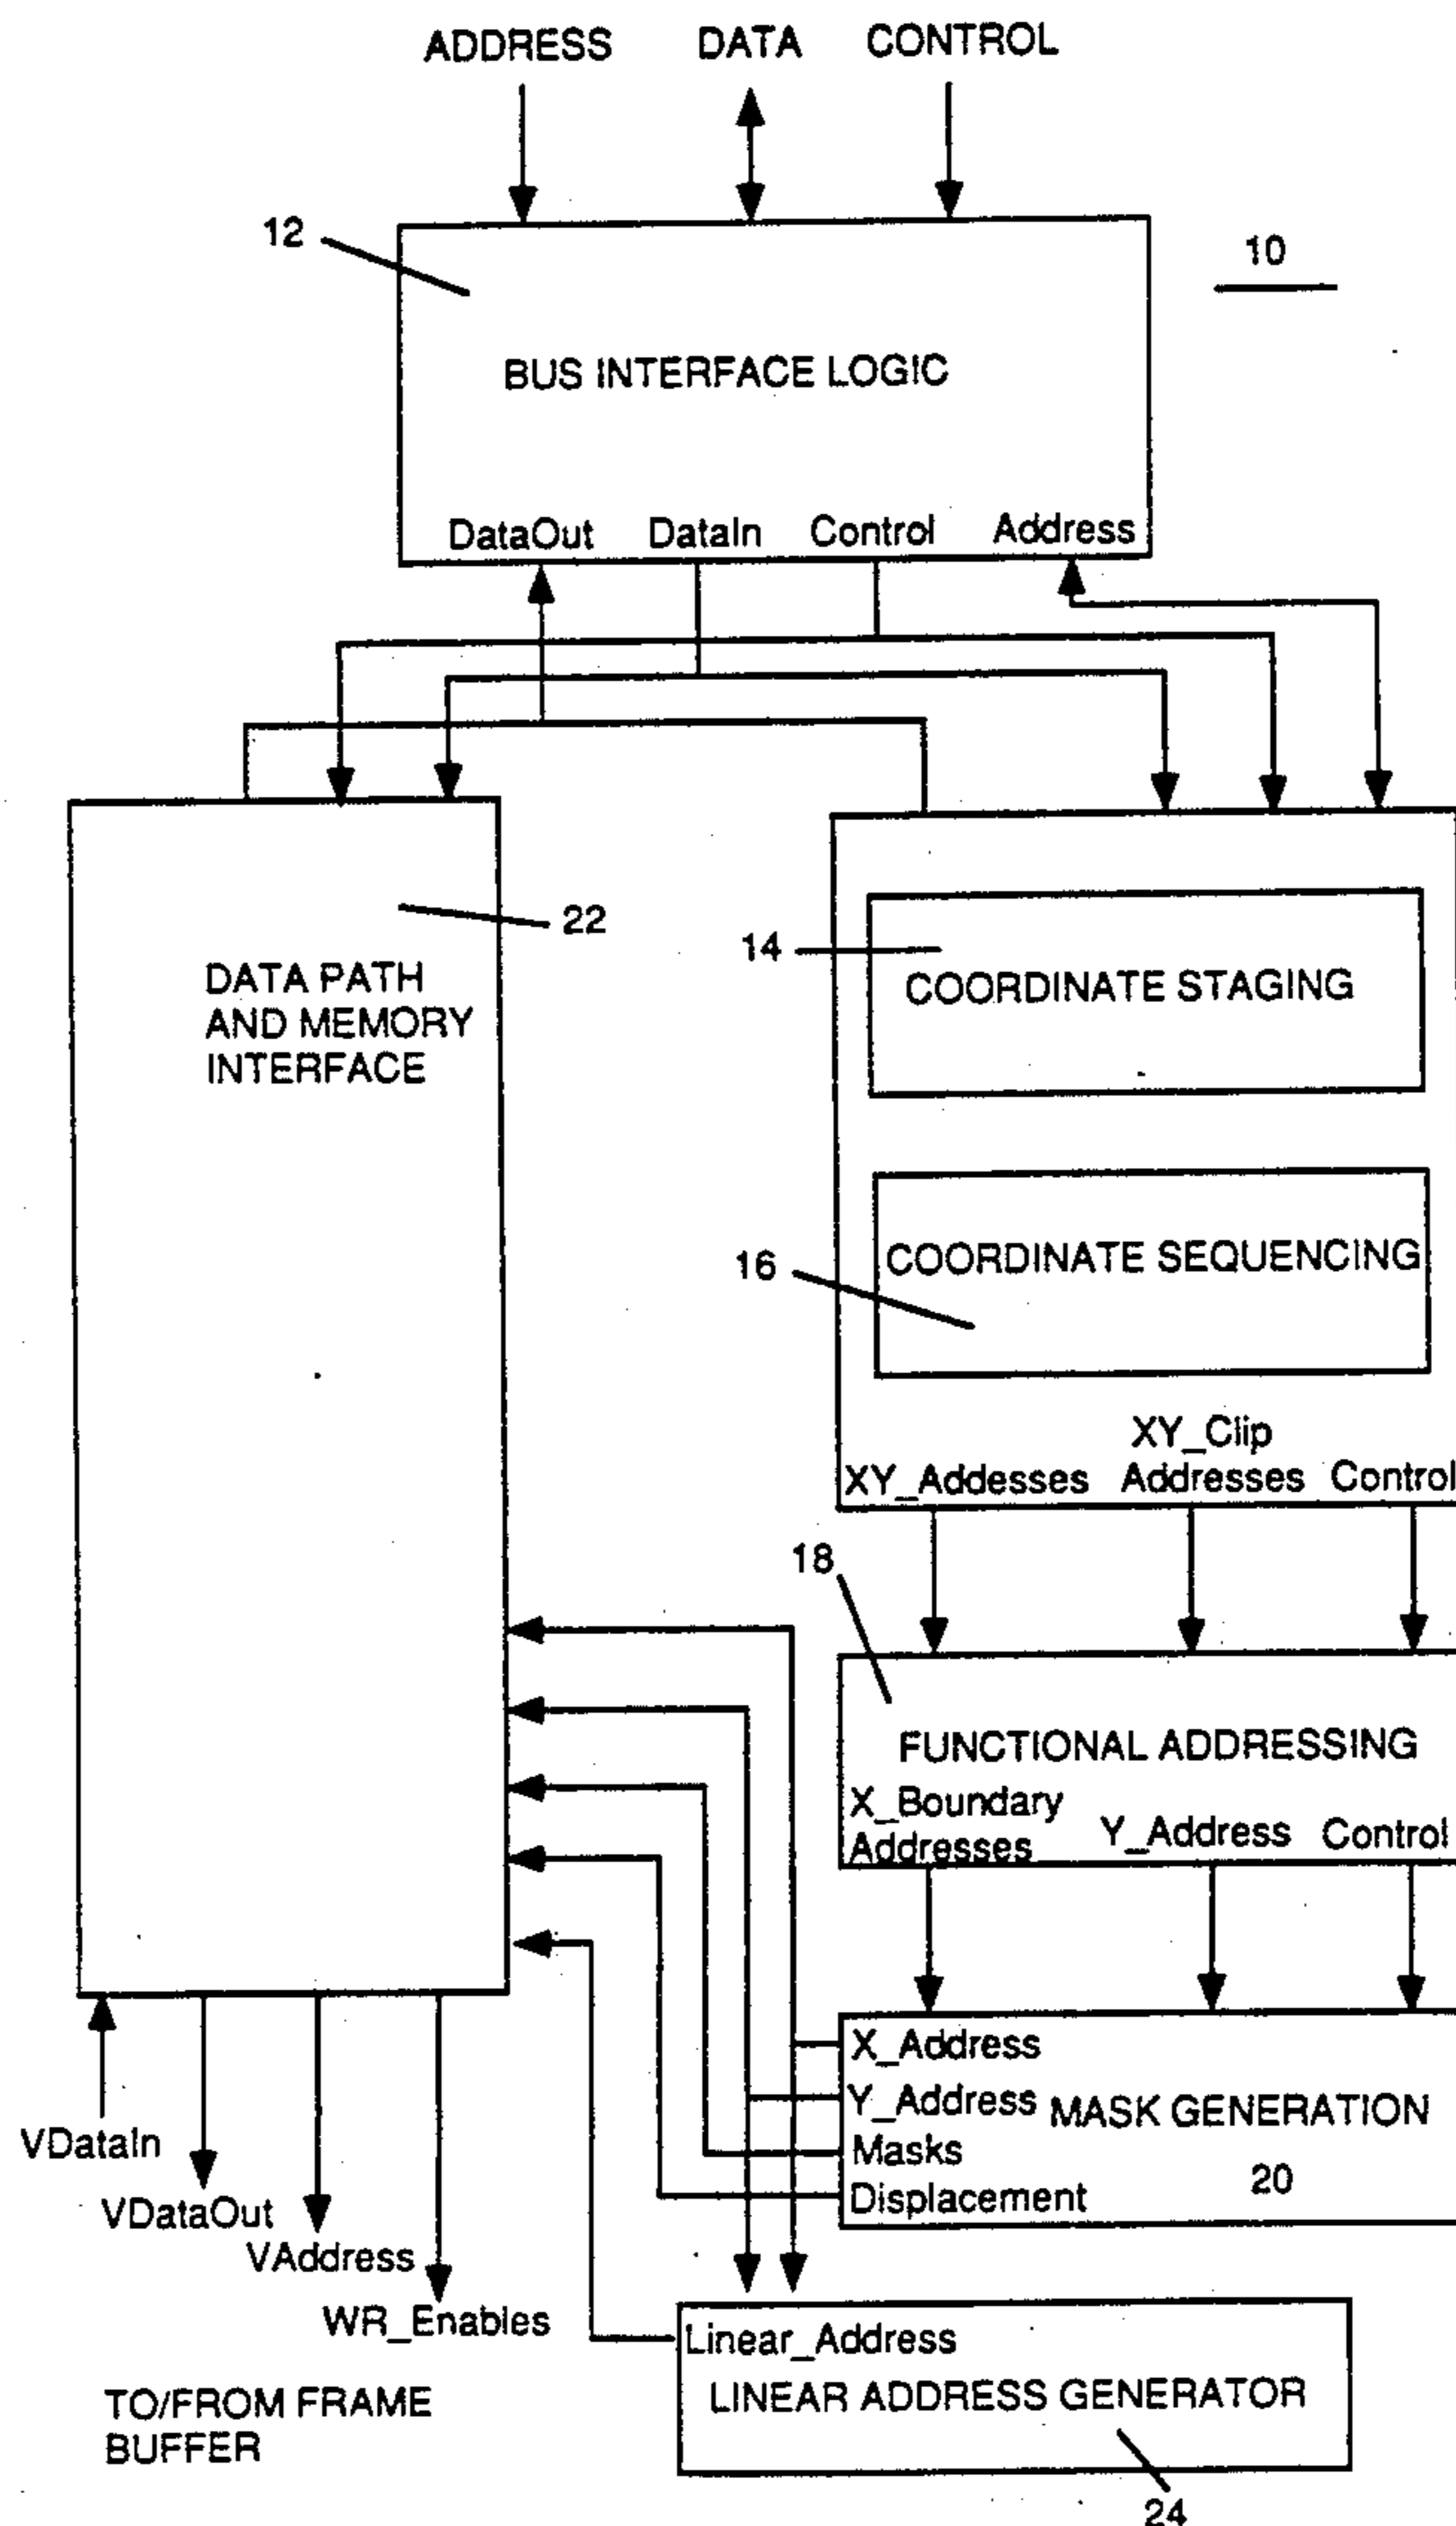 ADDRESS DATA CONTROL
12
10
BUS INTERFACE LOGIC
DataOut DataIn Control Address
22
DATA PATH
AND MEMORY
INTERFACE
14
COORDINATE STAGING
16
COORDINATE SEQUENCING
XY_Clip
XY_Addesses Addresses Control
18
FUNCTIONAL ADDRESSING
X_Boundary
Addresses Y_Address Control
X_Address
Y_Address MASK GENERATION
Masks
20
Displacement
VDataIn
VDataOut
VAddress
WR_Enables
Linear_Address
LINEAR ADDRESS GENERATOR
TO/FROM FRAME
BUFFER
24